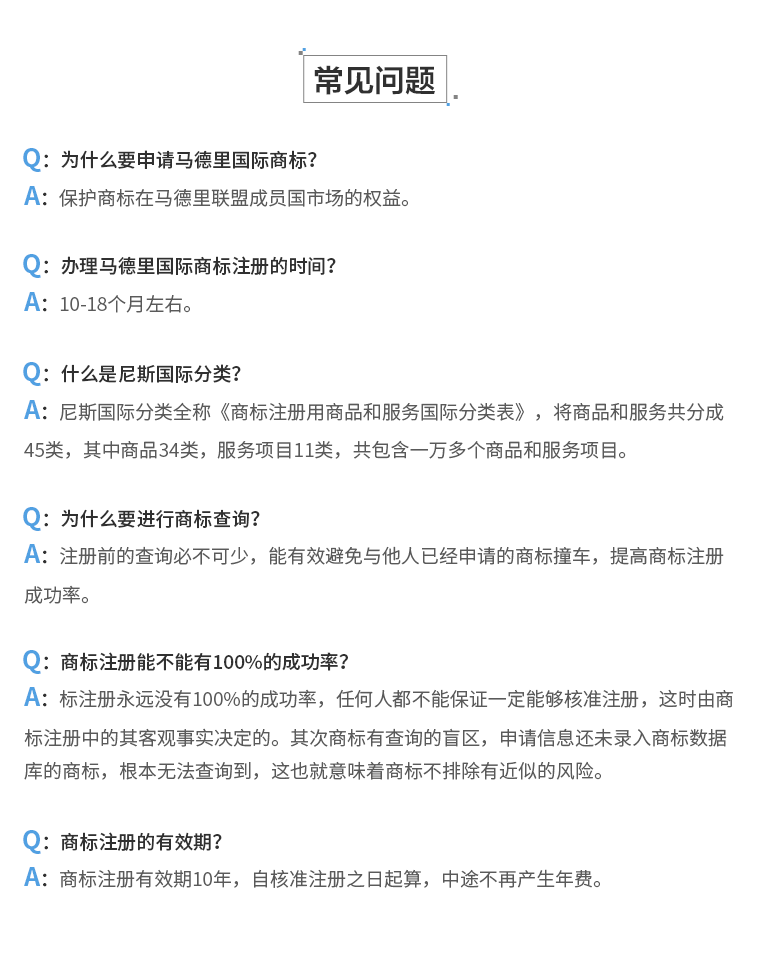 常见问题
Q：为什么要申请马德里国际商标？
A：保护商标在马德里联盟成员国市场的权益。
Q：办理马德里国际商标注册的时间？
A：10-18个月左右。
Q：什么是尼斯国际分类？
A：尼斯国际分类全称《商标注册用商品和服务国际分类表》，将商品和服务共分成
45类，其中商品34类，服务项目11类，共包含一万多个商品和服务项目。
Q：为什么要进行商标查询？
A：注册前的查询必不可少，能有效避免与他人已经申请的商标撞车，提高商标注册
成功率。
Q：商标注册能不能有100%的成功率？
A：标注册永远没有100%的成功率，任何人都不能保证一定能够核准注册，这时由商
标注册中的其客观事实决定的。其次商标有查询的盲区，申请信息还未录入商标数据
库的商标，根本无法查询到，这也就意味着商标不排除有近似的风险。
Q：商标注册的有效期？
A：商标注册有效期10年，自核准注册之日起算，中途不再产生年费。